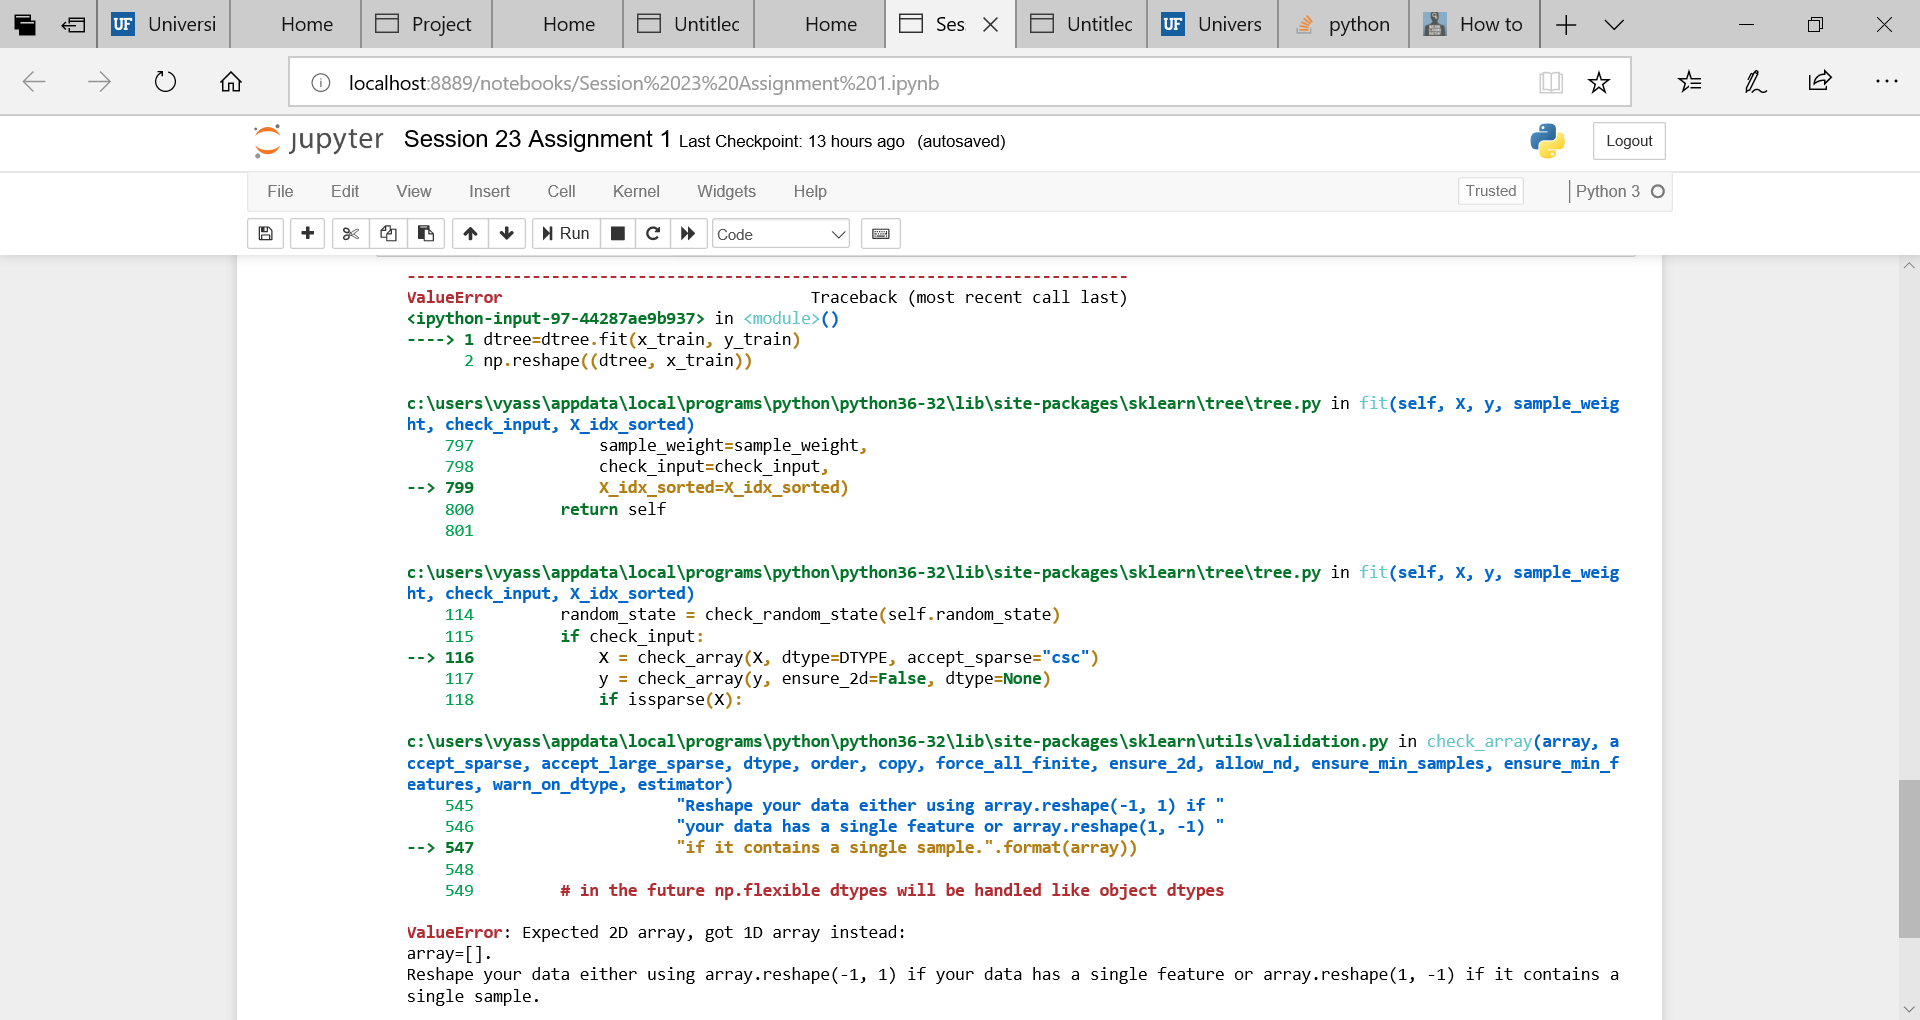 UF Universi Home Project Home Untitlec Home Ses Untitlec UF Univers python How to
localhost:8889/notebooks/Session%2023%20Assignment%201.ipynb
jupyter Session 23 Assignment 1 Last Checkpoint: 13 hours ago (autosaved) Logout
File Edit View Insert Cell Kernel Widgets Help Trusted Python 3
Run Code
---------------------------------------------------------------------------
ValueError Traceback (most recent call last)
<ipython-input-97-44287ae9b937> in <module>()
----> 1 dtree=dtree.fit(x_train, y_train)
2 np.reshape((dtree, x_train))
c:\users\vyass\appdata\local\programs\python\python36-32\lib\site-packages\sklearn\tree\tree.py in fit(self, X, y, sample_weig
ht, check_input, X_idx_sorted)
797 sample_weight=sample_weight,
798 check_input=check_input,
--> 799 X_idx_sorted=X_idx_sorted)
800 return self
801
c:\users\vyass\appdata\local\programs\python\python36-32\lib\site-packages\sklearn\tree\tree.py in fit(self, X, y, sample_weig
ht, check_input, X_idx_sorted)
114 random_state = check_random_state(self.random_state)
115 if check_input:
--> 116 X = check_array(X, dtype=DTYPE, accept_sparse="csc")
117 y = check_array(y, ensure_2d=False, dtype=None)
118 if issparse(X):
c:\users\vyass\appdata\local\programs\python\python36-32\lib\site-packages\sklearn\utils\validation.py in check_array(array, a
ccept_sparse, accept_large_sparse, dtype, order, copy, force_all_finite, ensure_2d, allow_nd, ensure_min_samples, ensure_min_f
eatures, warn_on_dtype, estimator)
545 "Reshape your data either using array.reshape(-1, 1) if "
546 "your data has a single feature or array.reshape(1, -1) "
--> 547 "if it contains a single sample.".format(array))
548
549 # in the future np.flexible dtypes will be handled like object dtypes
ValueError: Expected 2D array, got 1D array instead:
array=[].
Reshape your data either using array.reshape(-1, 1) if your data has a single feature or array.reshape(1, -1) if it contains a
single sample.